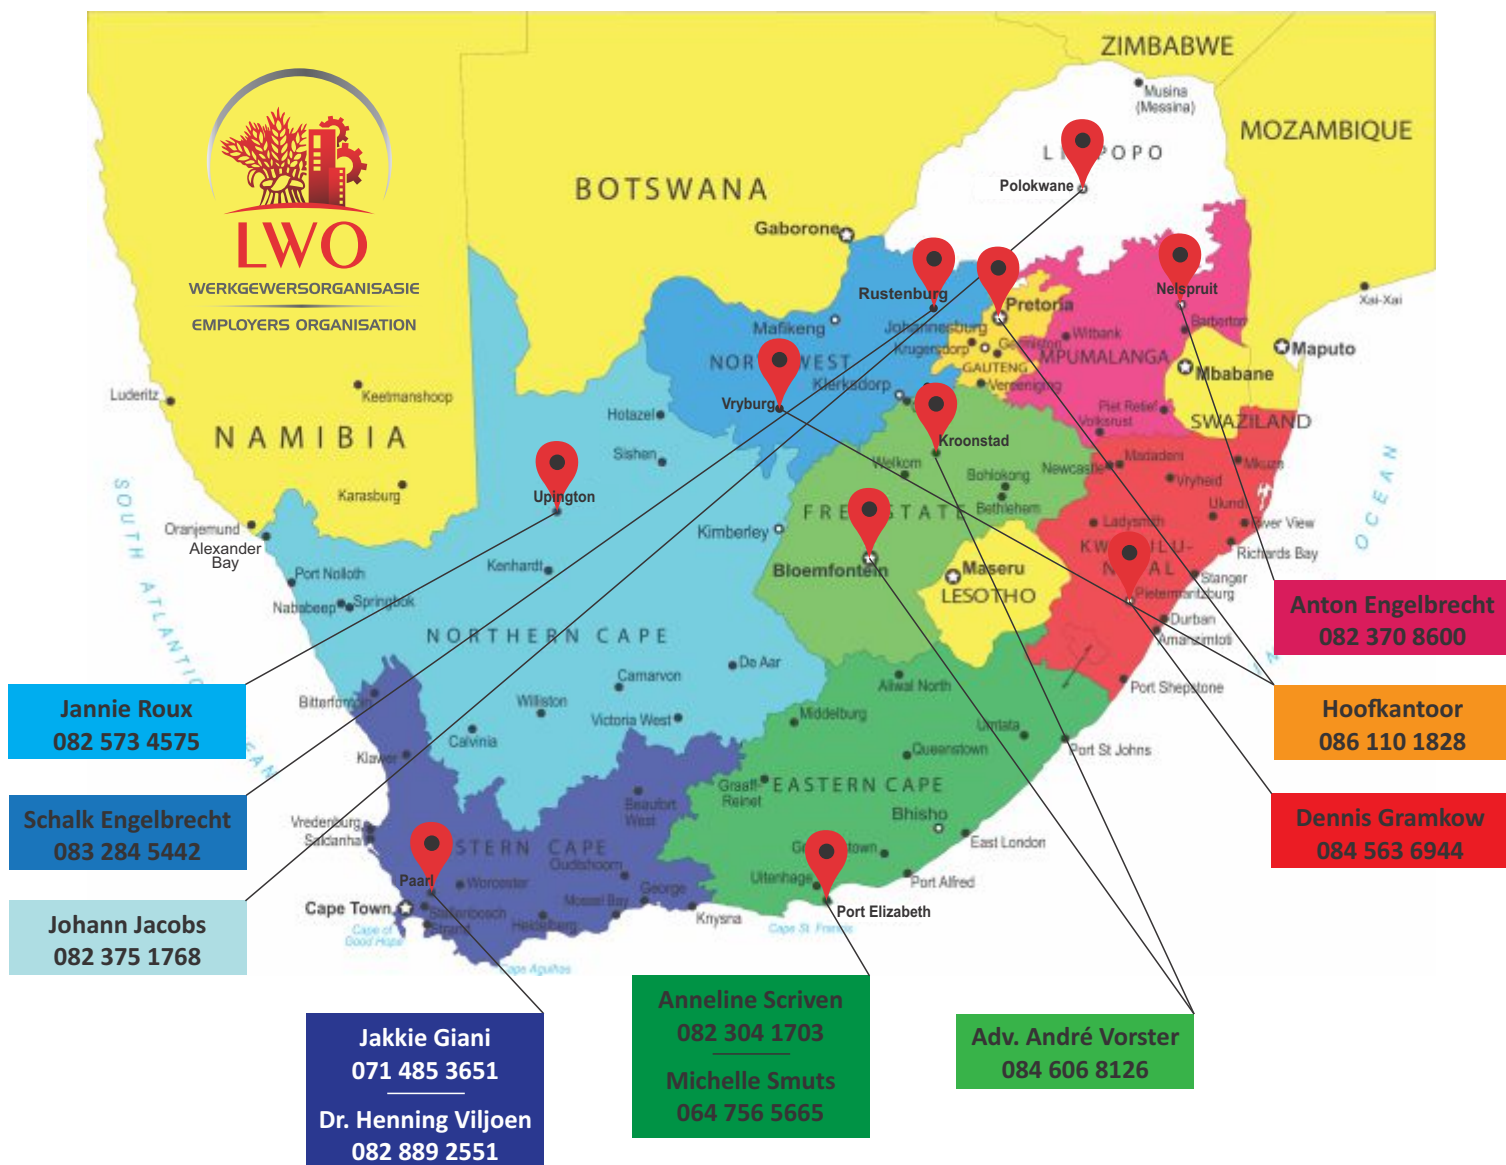 ZIMBABWE
Musina
(Messina)
MOZAMBIQUE
BOTSWANA
POPO
Polokwane
LWO
WERKGEWERSORGANISASIE
EMPLOYERS ORGANISATION
Gaborone
Rustenburg
Pretoria
Nelspruit
Xai-Xai
Mafikeng
Johannesburg
Krugersdorp
Germiston
Witbank
Barberton
MPUMALANGA
GAUTENG
Vereeniging
Maputo
Mbabane
WEST
Klerksdorp
Luderitz
Keetmanshoop
Hotazel
Vryburg
Piet Retief
Volksrust
SWAZILAND
NAMIBIA
Kroonstad
Sishen
Welkom
Bohlokong
Bethlehem
Newcastle
Madadeni
Vryheid
Mkuze
Ulundi
Karasburg
Upington
Oranjemund
Alexander
Bay
Kimberley
STATE
Ladysmith
River View
Richards Bay
SOUTH ATLANTIC
OCEAN
Bloemfontein
Maseru
LESOTHO
Stanger
Pietermaritzburg
Durban
Amanzimtoti
Port Nolloth
Nababeep
Springbok
Kenhardt
NORTHERN CAPE
Anton Engelbrecht
082 370 8600
De Aar
Carnarvon
Williston
Victoria West
Calvinia
Aliwal North
Middelburg
Umtata
Queenstown
Port Shepstone
Port St Johns
Jannie Roux
082 573 4575
Bitterfontein
Klawer
Hoofkantoor
086 110 1828
Schalk Engelbrecht
083 284 5442
Vredenburg
Saldanha
Beaufort
West
Graaff-
Reinet
EASTERN CAPE
Bhisho
East London
Dennis Gramkow
084 563 6944
CAPE
Oudtshoorn
Paarl
Worcester
Cape Town
Stellenbosch
Strand
Cape of
Good Hope
Heidelberg
Mossel Bay
George
Knysna
Uitenhage
Port Alfred
Port Elizabeth
Cape St. Francis
Cape Agulhas
Johann Jacobs
082 375 1768
Jakkie Giani
071 485 3651
Dr. Henning Viljoen
082 889 2551
Anneline Scriven
082 304 1703
Michelle Smuts
064 756 5665
Adv. André Vorster
084 606 8126